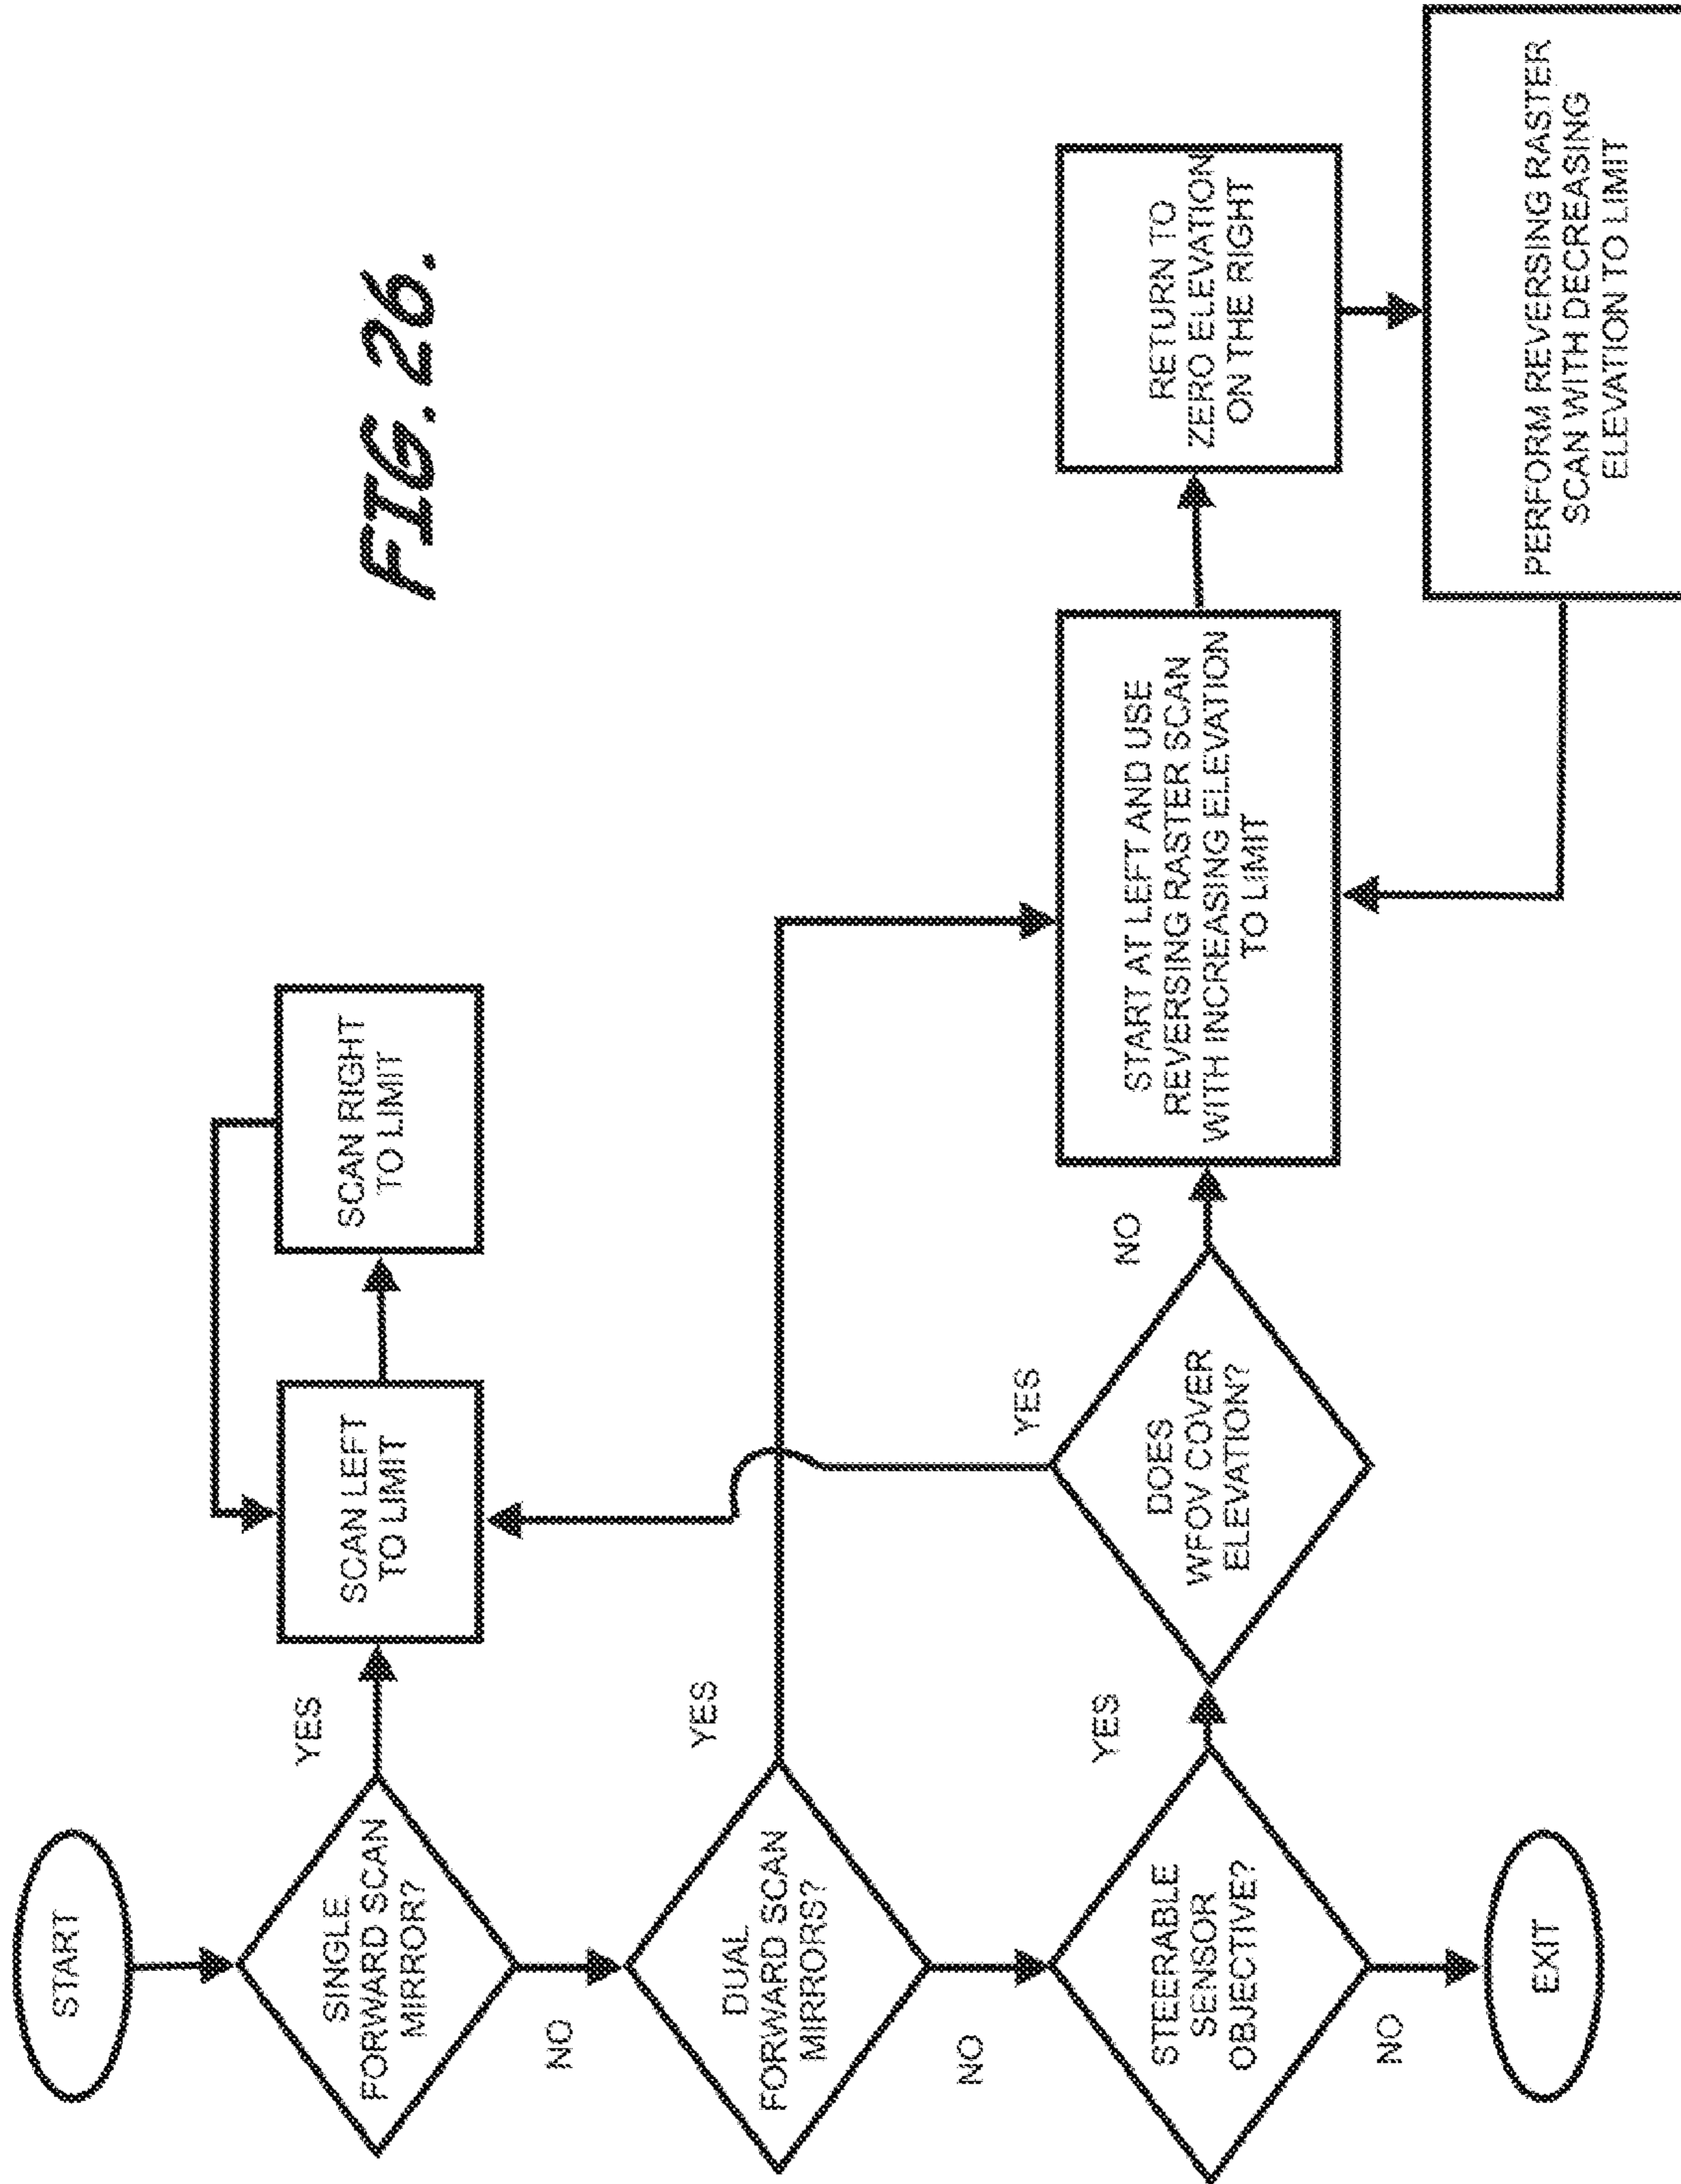 FIG. 26.
START
SINGLE
FORWARD SCAN
MIRROR?
YES
SCAN LEFT
TO LIMIT
SCAN RIGHT
TO LIMIT
NO
DUAL
FORWARD SCAN
MIRRORS?
YES
NO
STEERABLE
SENSOR
OBJECTIVE?
YES
DOES
WFOV COVER
ELEVATION?
YES
NO
START AT LEFT AND USE
REVERSING RASTER SCAN
WITH INCREASING ELEVATION
TO LIMIT
RETURN TO
ZERO ELEVATION
ON THE RIGHT
PERFORM REVERSING RASTER
SCAN WITH DECREASING
ELEVATION TO LIMIT
NO
EXIT